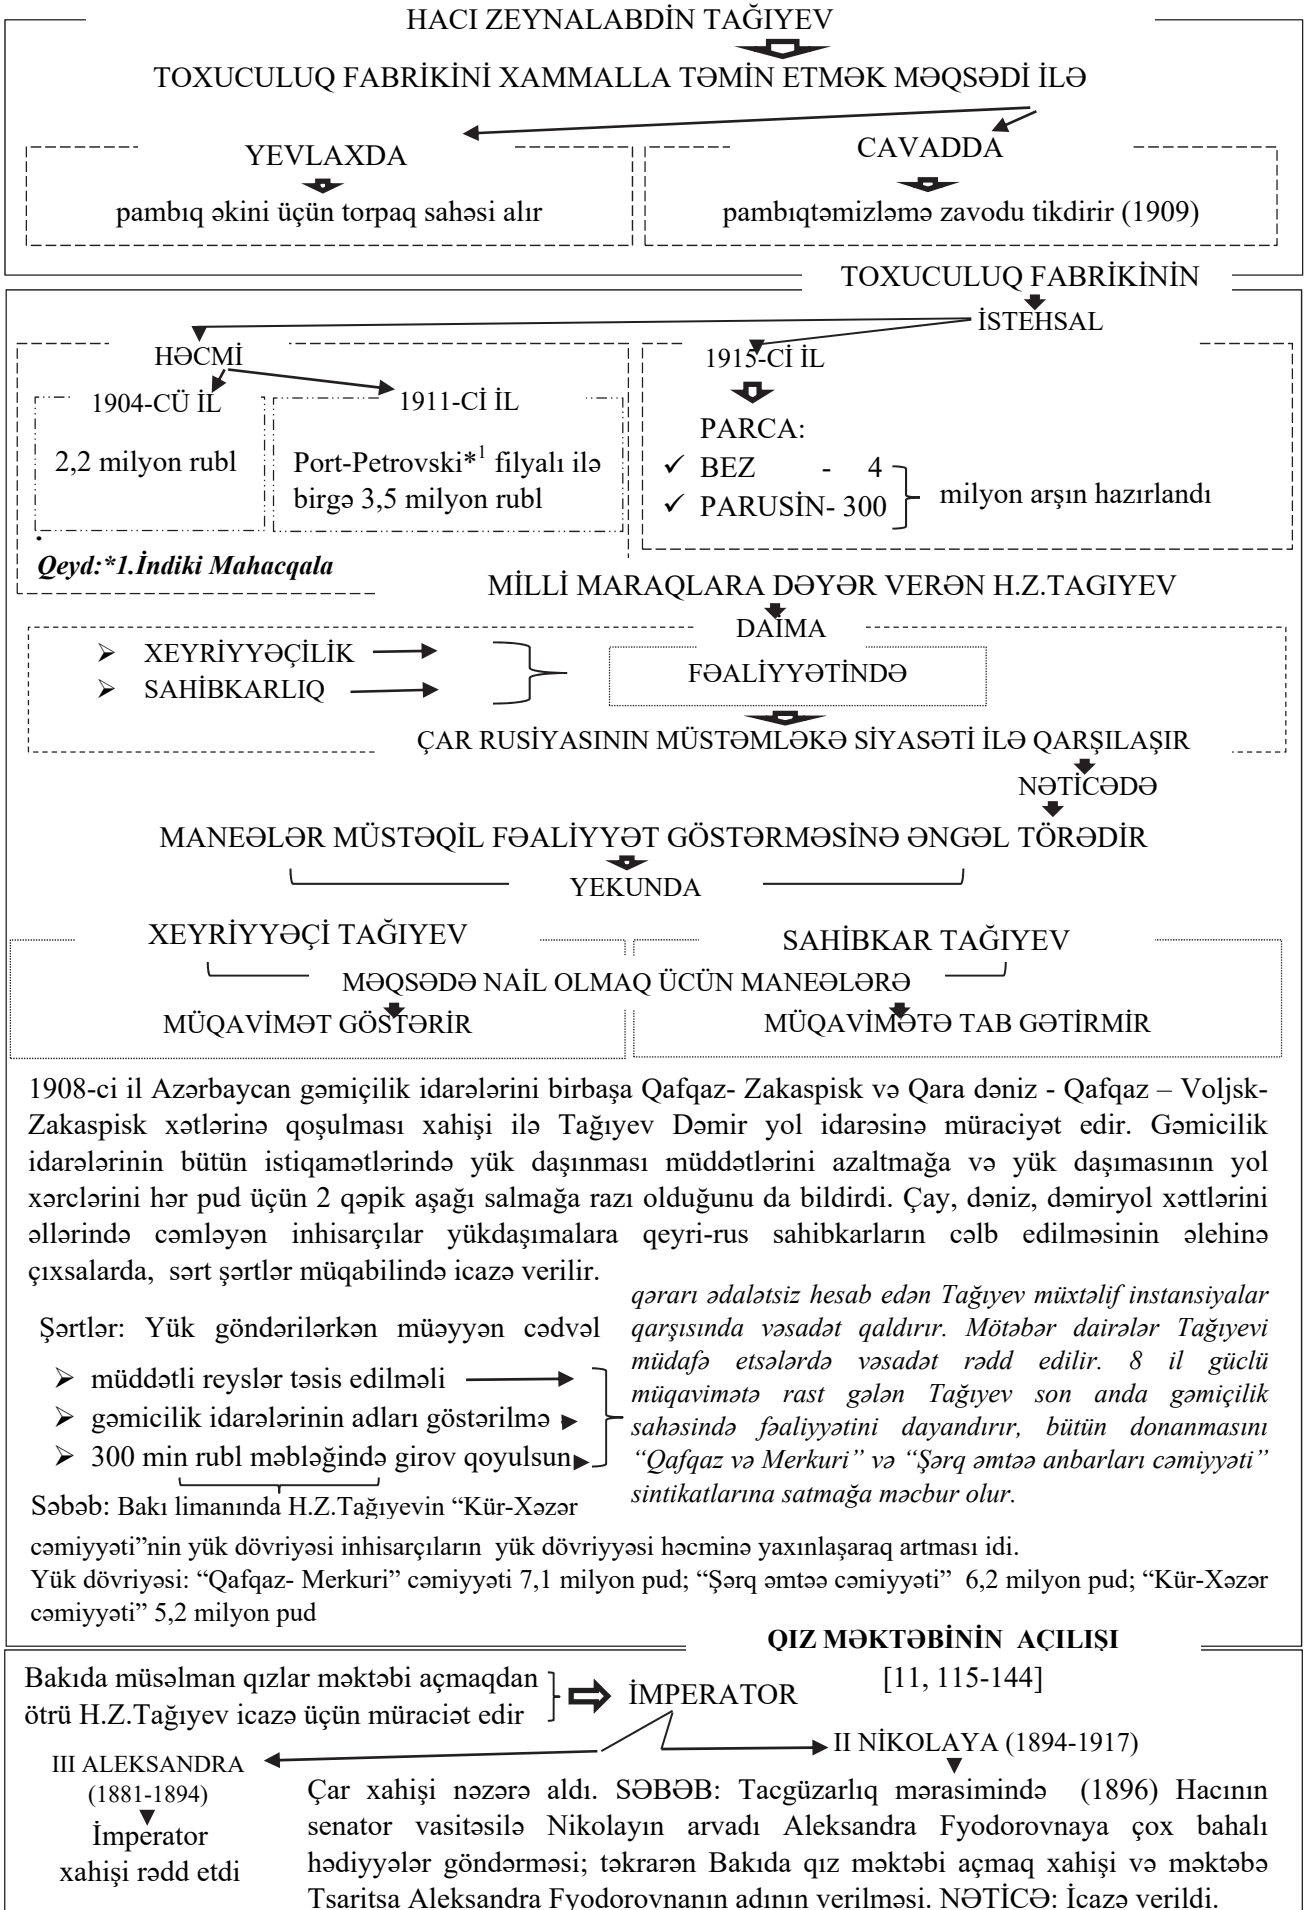 HACI ZEYNALABDİN TAĞIYEV
TOXUCULUQ FABRİKİNİ XAMMALLA TƏMİN ETMƏK MƏQSƏDİ İLƏ
YEVLAXDA
pambıq əkini üçün torpaq sahəsi alır
CAVADDA
pambıqtəmizləmə zavodu tikdirir (1909)
TOXUCULUQ FABRİKİNİN
İSTEHSAL
HƏCMİ
1904-CÜ İL
2,2 milyon rubl
1911-Cİ İL
Port-Petrovski*1 filyalı ilə
birgə 3,5 milyon rubl
.
Qeyd:*1.İndiki Mahacqala
1915-Cİ İL
PARCA:
✓ BEZ - 4
✓ PARUSİN- 300
milyon arşın hazırlandı
MİLLİ MARAQLARA DƏYƏR VERƏN H.Z.TAGIYEV
DAİMA
➢ XEYRİYYƏÇİLİK
➢ SAHİBKARLIQ
FƏALİYYƏTİNDƏ
ÇAR RUSİYASININ MÜSTƏMLƏKƏ SİYASƏTİ İLƏ QARŞILAŞIR
NƏTİCƏDƏ
MANEƏLƏR MÜSTƏQİL FƏALİYYƏT GÖSTƏRMƏSİNƏ ƏNGƏL TÖRƏDİR
YEKUNDA
XEYRİYYƏÇİ TAĞIYEV
SAHİBKAR TAĞIYEV
MƏQSƏDƏ NAİL OLMAQ ÜCÜN MANEƏLƏRƏ
MÜQAVİMƏT GÖSTƏRİR
MÜQAVİMƏTƏ TAB GƏTİRMİR
1908-ci il Azərbaycan gəmiçilik idarələrini birbaşa Qafqaz- Zakaspisk və Qara dəniz - Qafqaz – Voljsk-
Zakaspisk xətlərinə qoşulması xahişi ilə Tağıyev Dəmir yol idarəsinə müraciyət edir. Gəmicilik
idarələrinin bütün istiqamətlərində yük daşınması müddətlərini azaltmağa və yük daşımasının yol
xərclərini hər pud üçün 2 qəpik aşağı salmağa razı olduğunu da bildirdi. Çay, dəniz, dəmiryol xəttlərini
əllərində cəmləyən inhisarçılar yükdaşımalara qeyri-rus sahibkarların cəlb edilməsinin əlehinə
çıxsalarda, sərt şərtlər müqabilində icazə verilir.
Şərtlər: Yük göndərilərkən müəyyən cədvəl
➢ müddətli reyslər təsis edilməli
➢ gəmicilik idarələrinin adları göstərilmə
➢ 300 min rubl məbləğində girov qoyulsun
qərarı ədalətsiz hesab edən Tağıyev müxtəlif instansiyalar
qarşısında vəsadət qaldırır. Mötəbər dairələr Tağıyevi
müdafə etsələrdə vəsadət rədd edilir. 8 il güclü
müqavimətə rast gələn Tağıyev son anda gəmiçilik
sahəsində fəaliyyətini dayandırır, bütün donanmasını
“Qafqaz və Merkuri” və “Şərq əmtəə anbarları cəmiyyəti”
sintikatlarına satmağa məcbur olur.
Səbəb: Bakı limanında H.Z.Tağıyevin “Kür-Xəzər
cəmiyyəti”nin yük dövriyəsi inhisarçıların yük dövriyyəsi həcminə yaxınlaşaraq artması idi.
Yük dövriyəsi: “Qafqaz- Merkuri” cəmiyyəti 7,1 milyon pud; “Şərq əmtəə cəmiyyəti” 6,2 milyon pud; “Kür-Xəzər
cəmiyyəti” 5,2 milyon pud
QIZ MƏKTƏBİNİN AÇILIŞI
[11, 115-144]
Bakıda müsəlman qızlar məktəbi açmaqdan
ötrü H.Z.Tağıyev icazə üçün müraciət edir
İMPERATOR
III ALEKSANDRA
(1881-1894)
İmperator
xahişi rədd etdi
II NİKOLAYA (1894-1917)
Çar xahişi nəzərə aldı. SƏBƏB: Tacgüzarlıq mərasimində (1896) Hacının
senator vasitəsilə Nikolayın arvadı Aleksandra Fyodorovnaya çox bahalı
hədiyyələr göndərməsi; təkrarən Bakıda qız məktəbi açmaq xahişi və məktəbə
Tsaritsa Aleksandra Fyodorovnanın adının verilməsi. NƏTİCƏ: İcazə verildi.